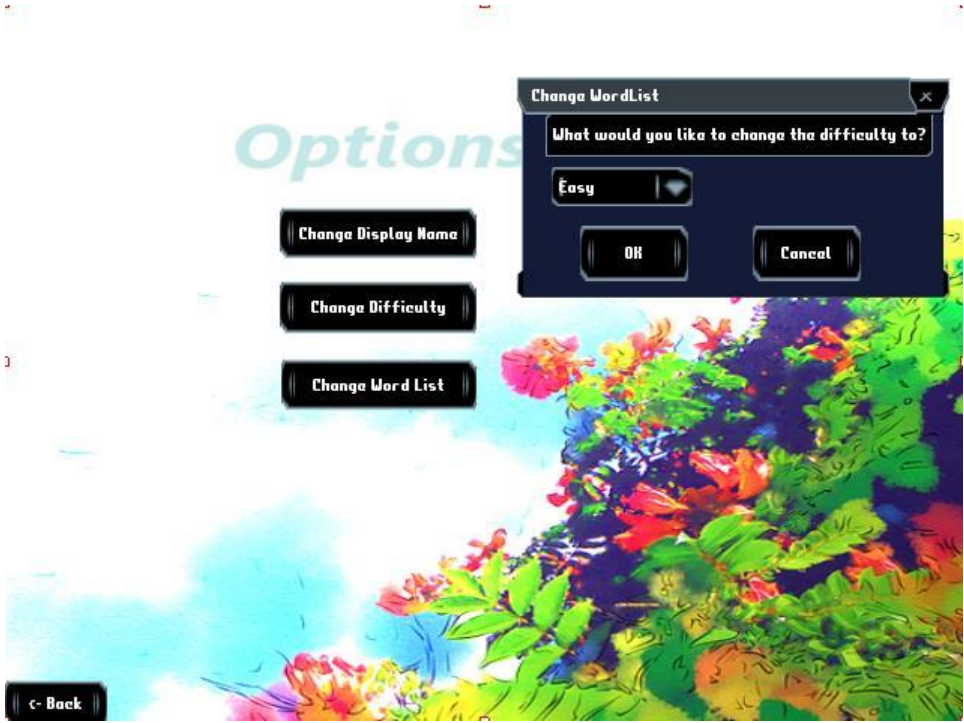 Options
Change Display Name
Change Difficulty
Change Word List
Change WordList
What would you like to change the difficulty to?
Easy
OK
Cancel
<- Back